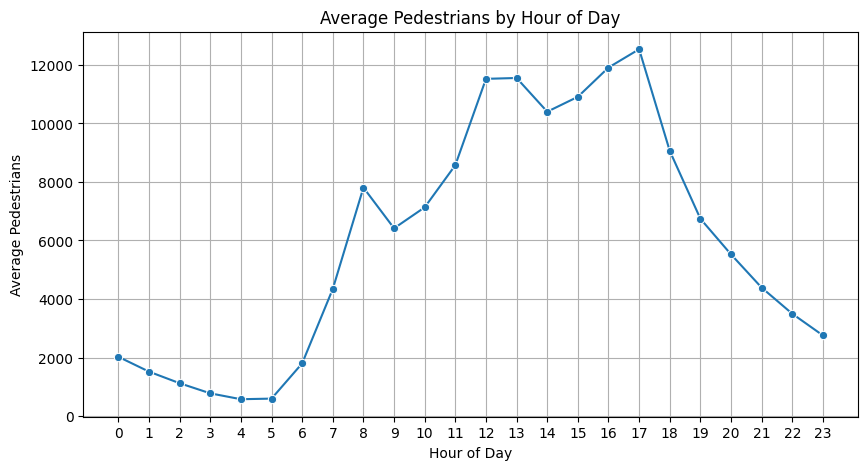 Average Pedestrians by Hour of Day
12000
10000
8000
6000
4000
2000
0
Average Pedestrians
0 1 2 3 4 5 6 7 8 9 10 11 12 13 14 15 16 17 18 19 20 21 22 23
Hour of Day